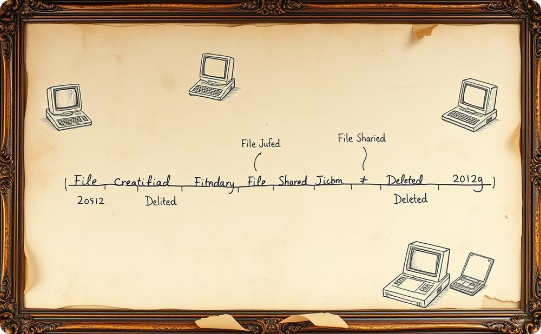 File Jufed
File Sharied
File Creatifiad Fitndary File Shared Jicbm + Deleted 2012g
20512 Delited Deleted